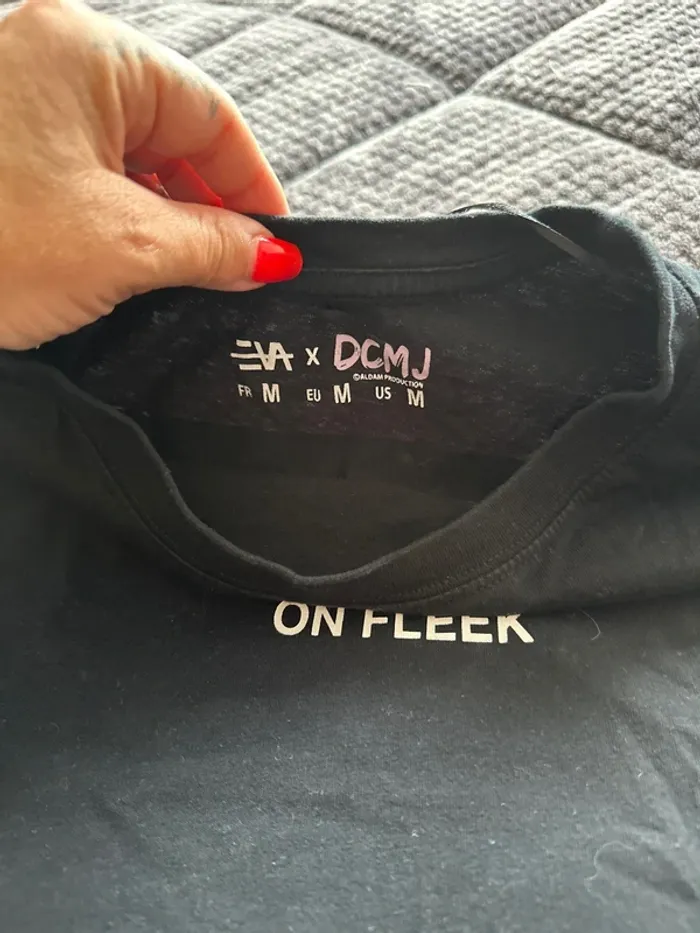 EVA X DCMJ
©ALDAM PRODUCTION
FR M EU M US M
ON FLEEK